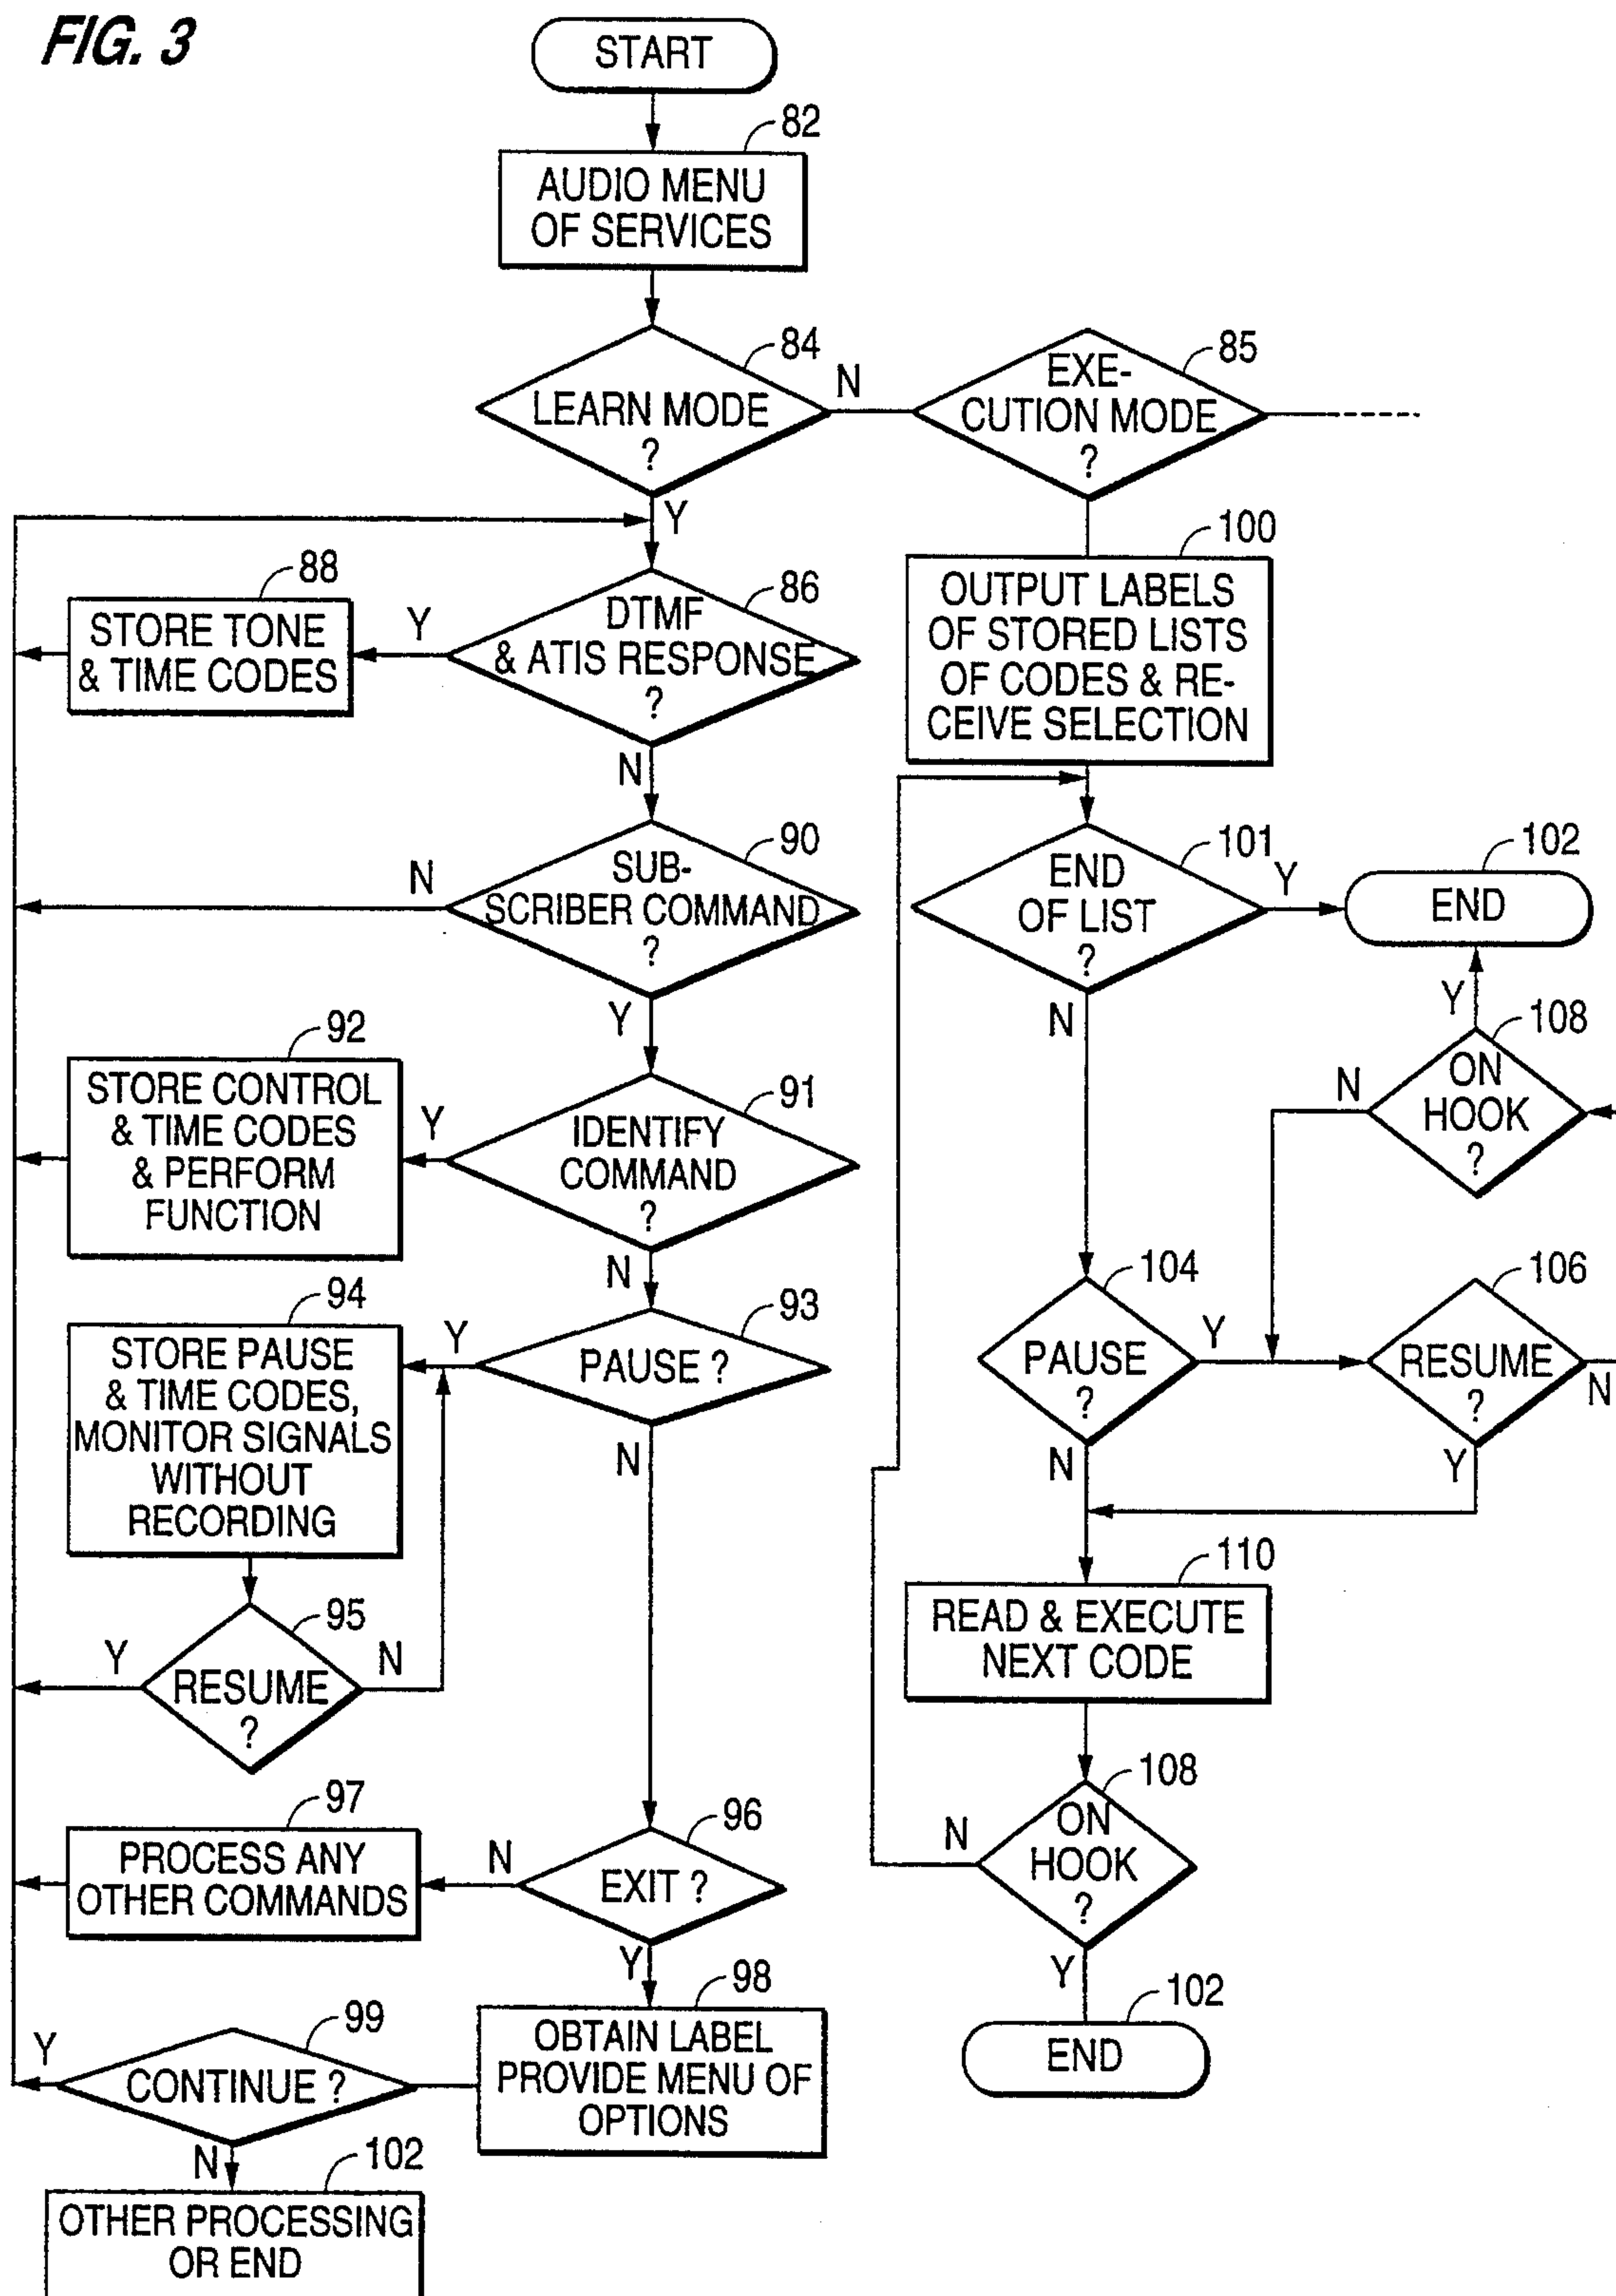 FIG. 3
START
82
AUDIO MENU
OF SERVICES
84
LEARN MODE
?
N
Y
85
EXE-
CUTION MODE
?
86
DTMF
& ATIS RESPONSE
?
Y
N
88
STORE TONE
& TIME CODES
90
SUB-
SCRIBER COMMAND
?
N
Y
91
IDENTIFY
COMMAND
?
Y
N
92
STORE CONTROL
& TIME CODES
& PERFORM
FUNCTION
93
PAUSE ?
Y
N
94
STORE PAUSE
& TIME CODES,
MONITOR SIGNALS
WITHOUT
RECORDING
95
RESUME
?
Y
N
96
EXIT ?
N
Y
97
PROCESS ANY
OTHER COMMANDS
98
OBTAIN LABEL
PROVIDE MENU OF
OPTIONS
99
CONTINUE ?
Y
N
102
OTHER PROCESSING
OR END
100
OUTPUT LABELS
OF STORED LISTS
OF CODES & RE-
CEIVE SELECTION
101
END
OF LIST
?
Y
N
102
END
108
ON
HOOK
?
Y
N
104
PAUSE
?
Y
N
106
RESUME
?
N
Y
110
READ & EXECUTE
NEXT CODE
108
ON
HOOK
?
N
Y
102
END